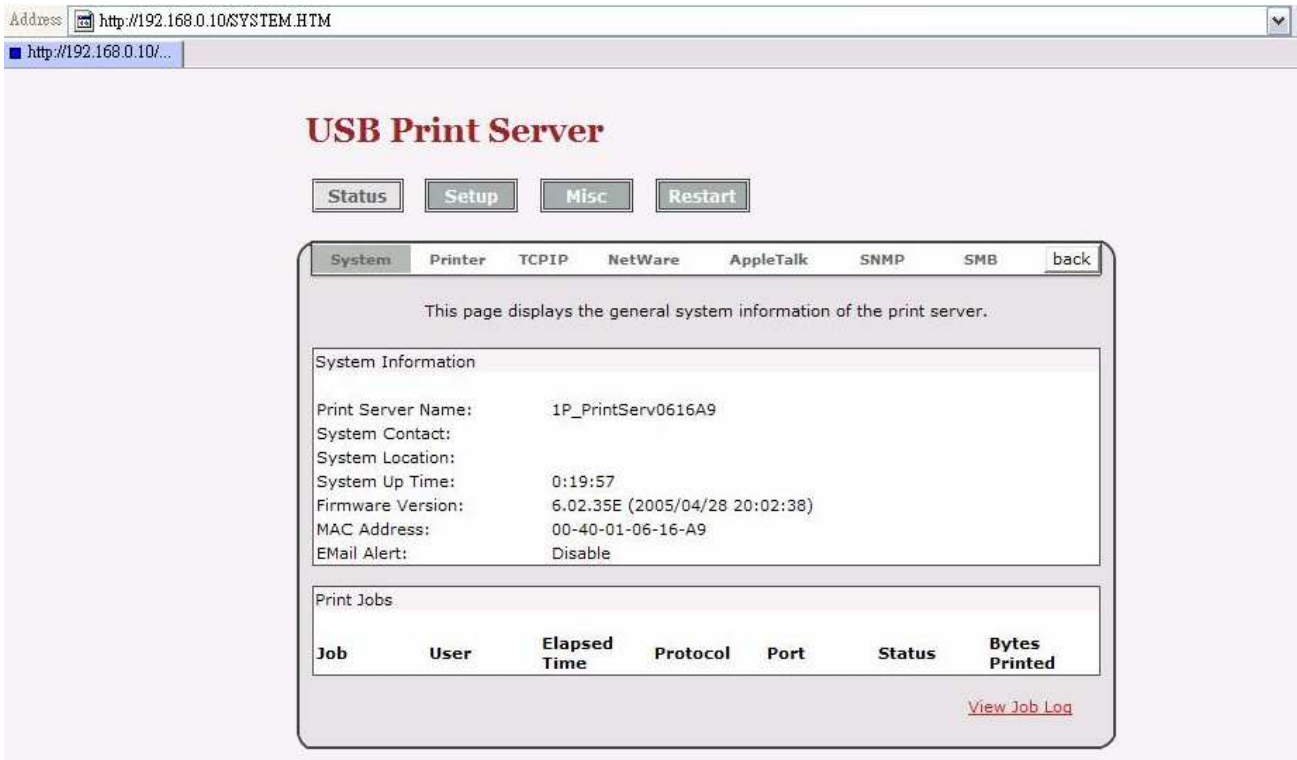 Address http://192.168.0.10/SYSTEM.HTM
http://192.168.0.10/...
USB Print Server
Status Setup Misc Restart
System Printer TCPIP NetWare AppleTalk SNMP SMB back
This page displays the general system information of the print server.
System Information
Print Server Name: 1P_PrintServ0616A9
System Contact:
System Location:
System Up Time: 0:19:57
Firmware Version: 6.02.35E (2005/04/28 20:02:38)
MAC Address: 00-40-01-06-16-A9
EMail Alert: Disable
Print Jobs
Job User Elapsed Time Protocol Port Status Bytes Printed
View Job Log